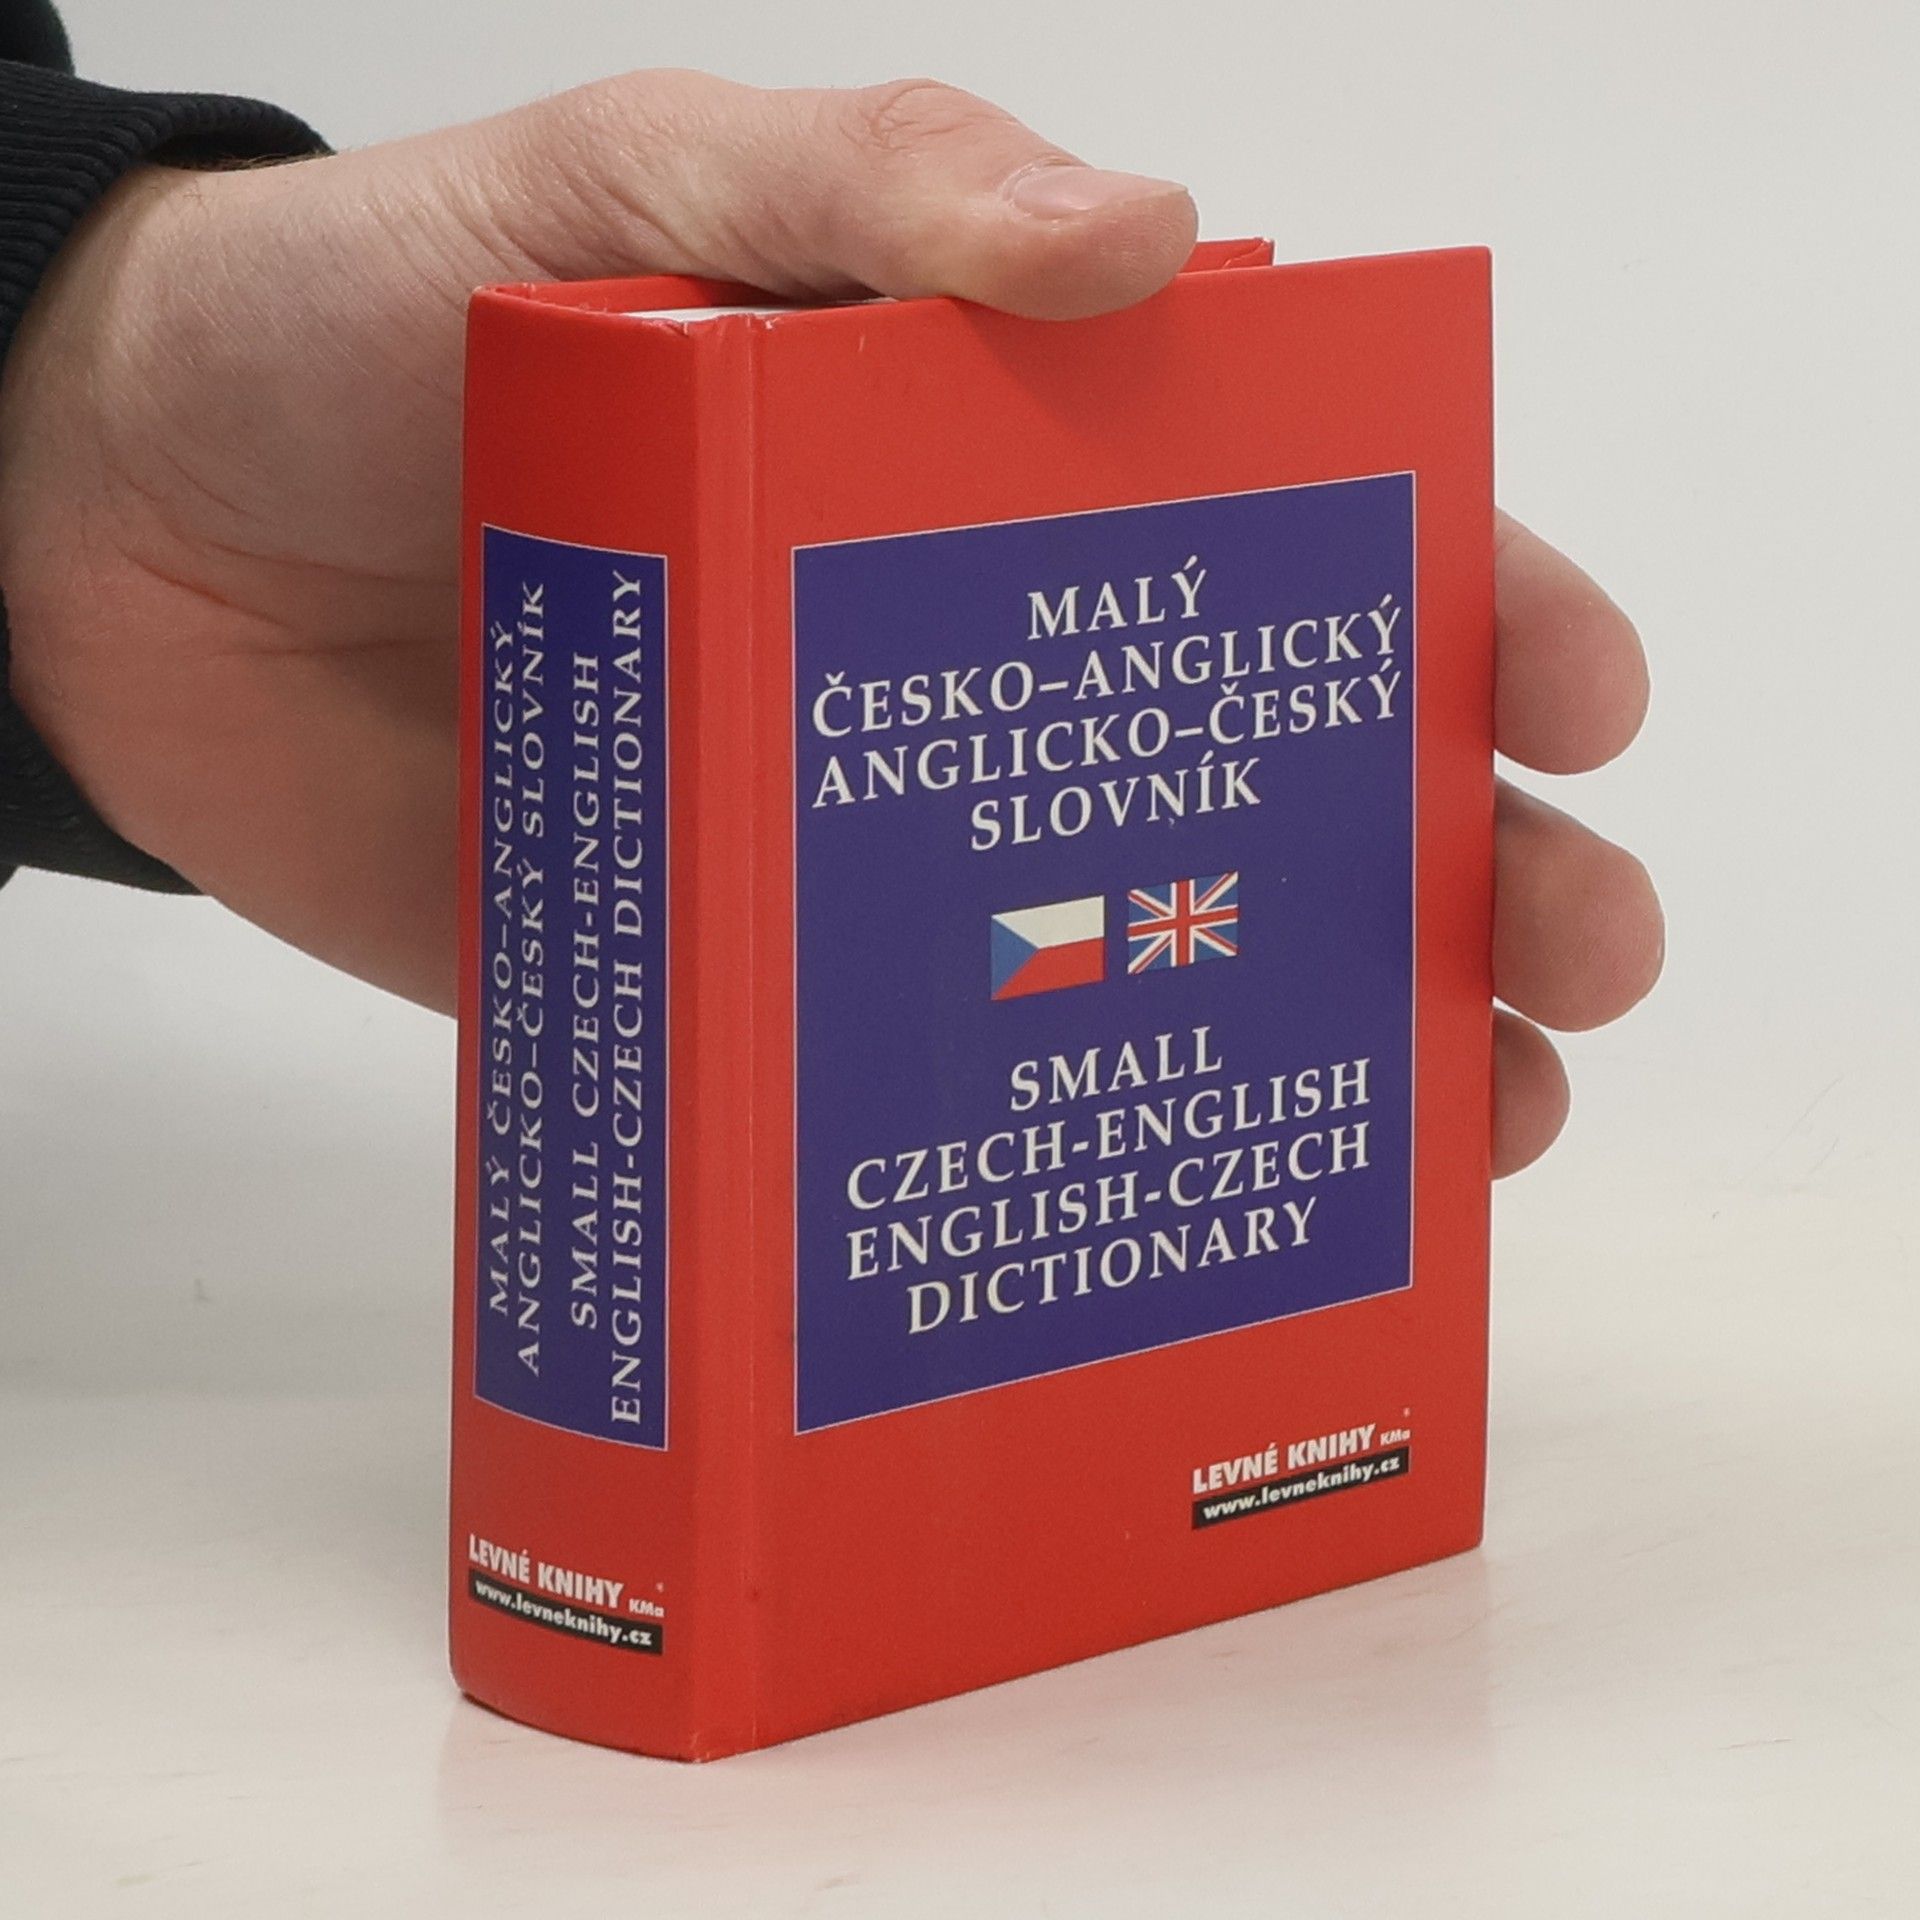 MALÝ ČESKO–ANGLICKÝ
ANGLICKO–ČESKÝ SLOVNÍK
SMALL CZECH-ENGLISH
ENGLISH-CZECH DICTIONARY
LEVNÉ KNIHY KMa
www.levneknihy.cz
MALÝ
ČESKO–ANGLICKÝ
ANGLICKO–ČESKÝ
SLOVNÍK
SMALL
CZECH-ENGLISH
ENGLISH-CZECH
DICTIONARY
LEVNÉ KNIHY KMa
www.levneknihy.cz